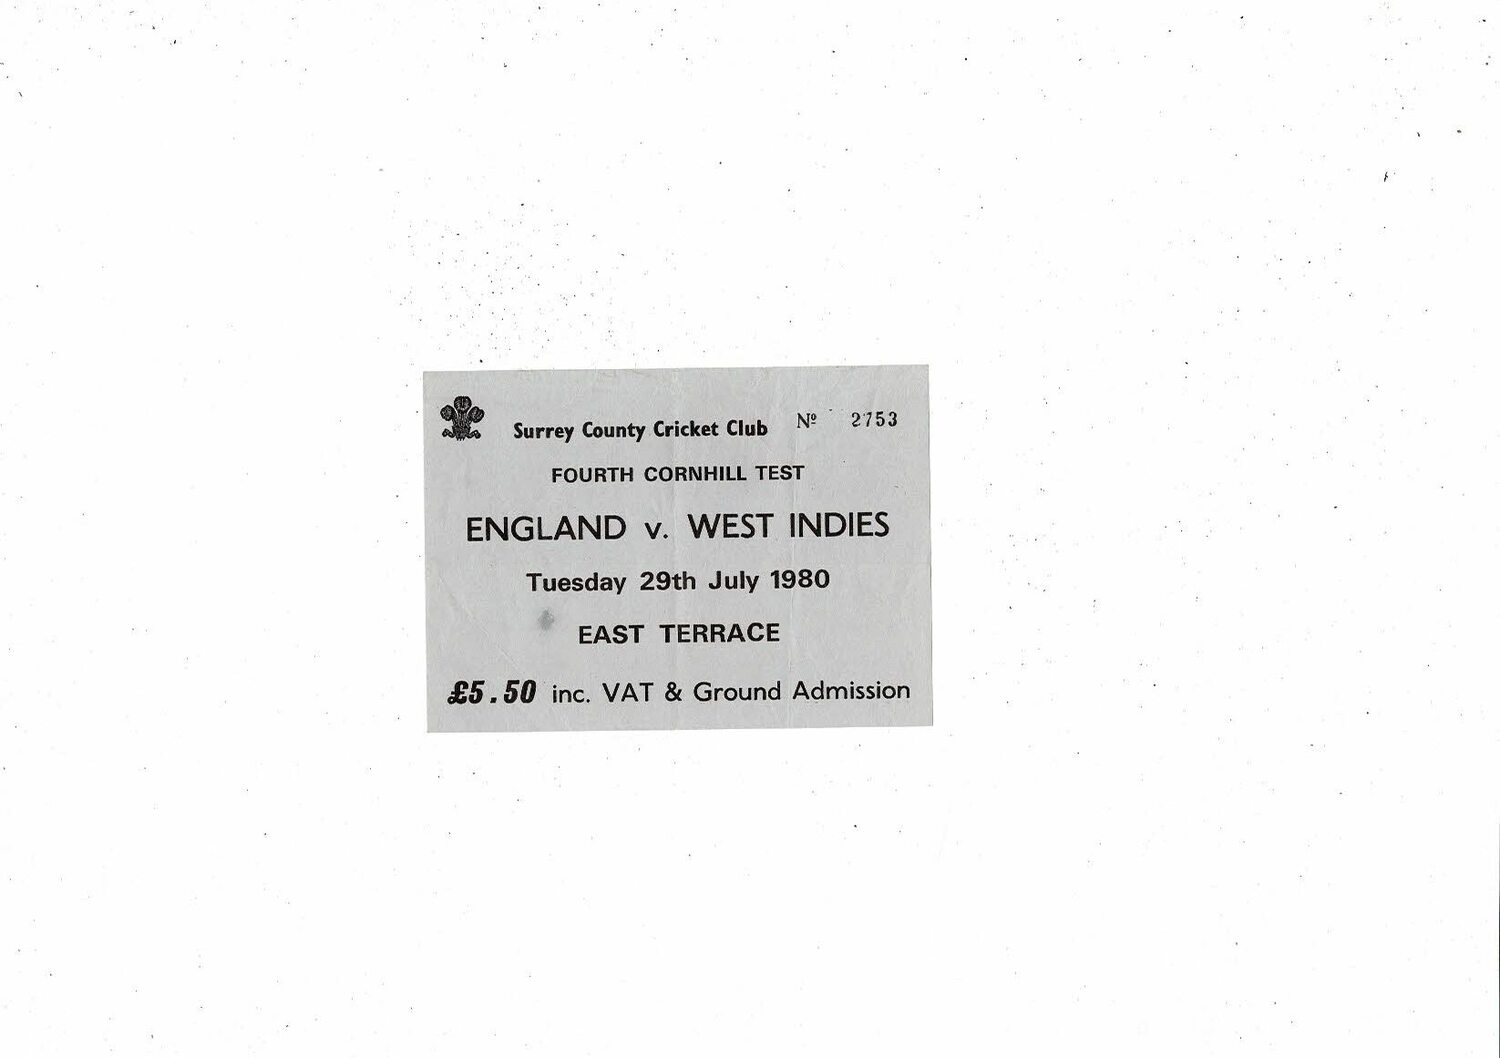 Surrey County Cricket Club Nº 2753
FOURTH CORNHILL TEST
ENGLAND v. WEST INDIES
Tuesday 29th July 1980
EAST TERRACE
£5.50 inc. VAT & Ground Admission